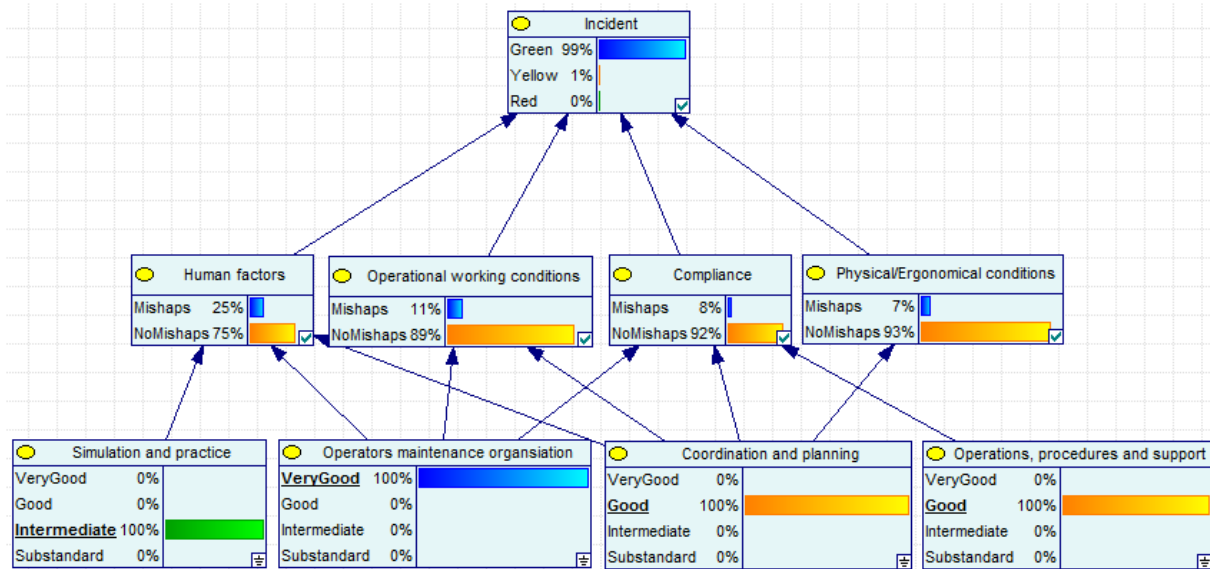 Incident
Green 99%
Yellow 1%
Red 0%
Human factors
Mishaps 25%
NoMishaps 75%
Operational working conditions
Mishaps 11%
NoMishaps 89%
Compliance
Mishaps 8%
NoMishaps 92%
Physical/Ergonomical conditions
Mishaps 7%
NoMishaps 93%
Simulation and practice
VeryGood 0%
Good 0%
Intermediate 100%
Substandard 0%
Operators maintenance organsiation
VeryGood 100%
Good 0%
Intermediate 0%
Substandard 0%
Coordination and planning
VeryGood 0%
Good 100%
Intermediate 0%
Substandard 0%
Operations, procedures and support
VeryGood 0%
Good 100%
Intermediate 0%
Substandard 0%